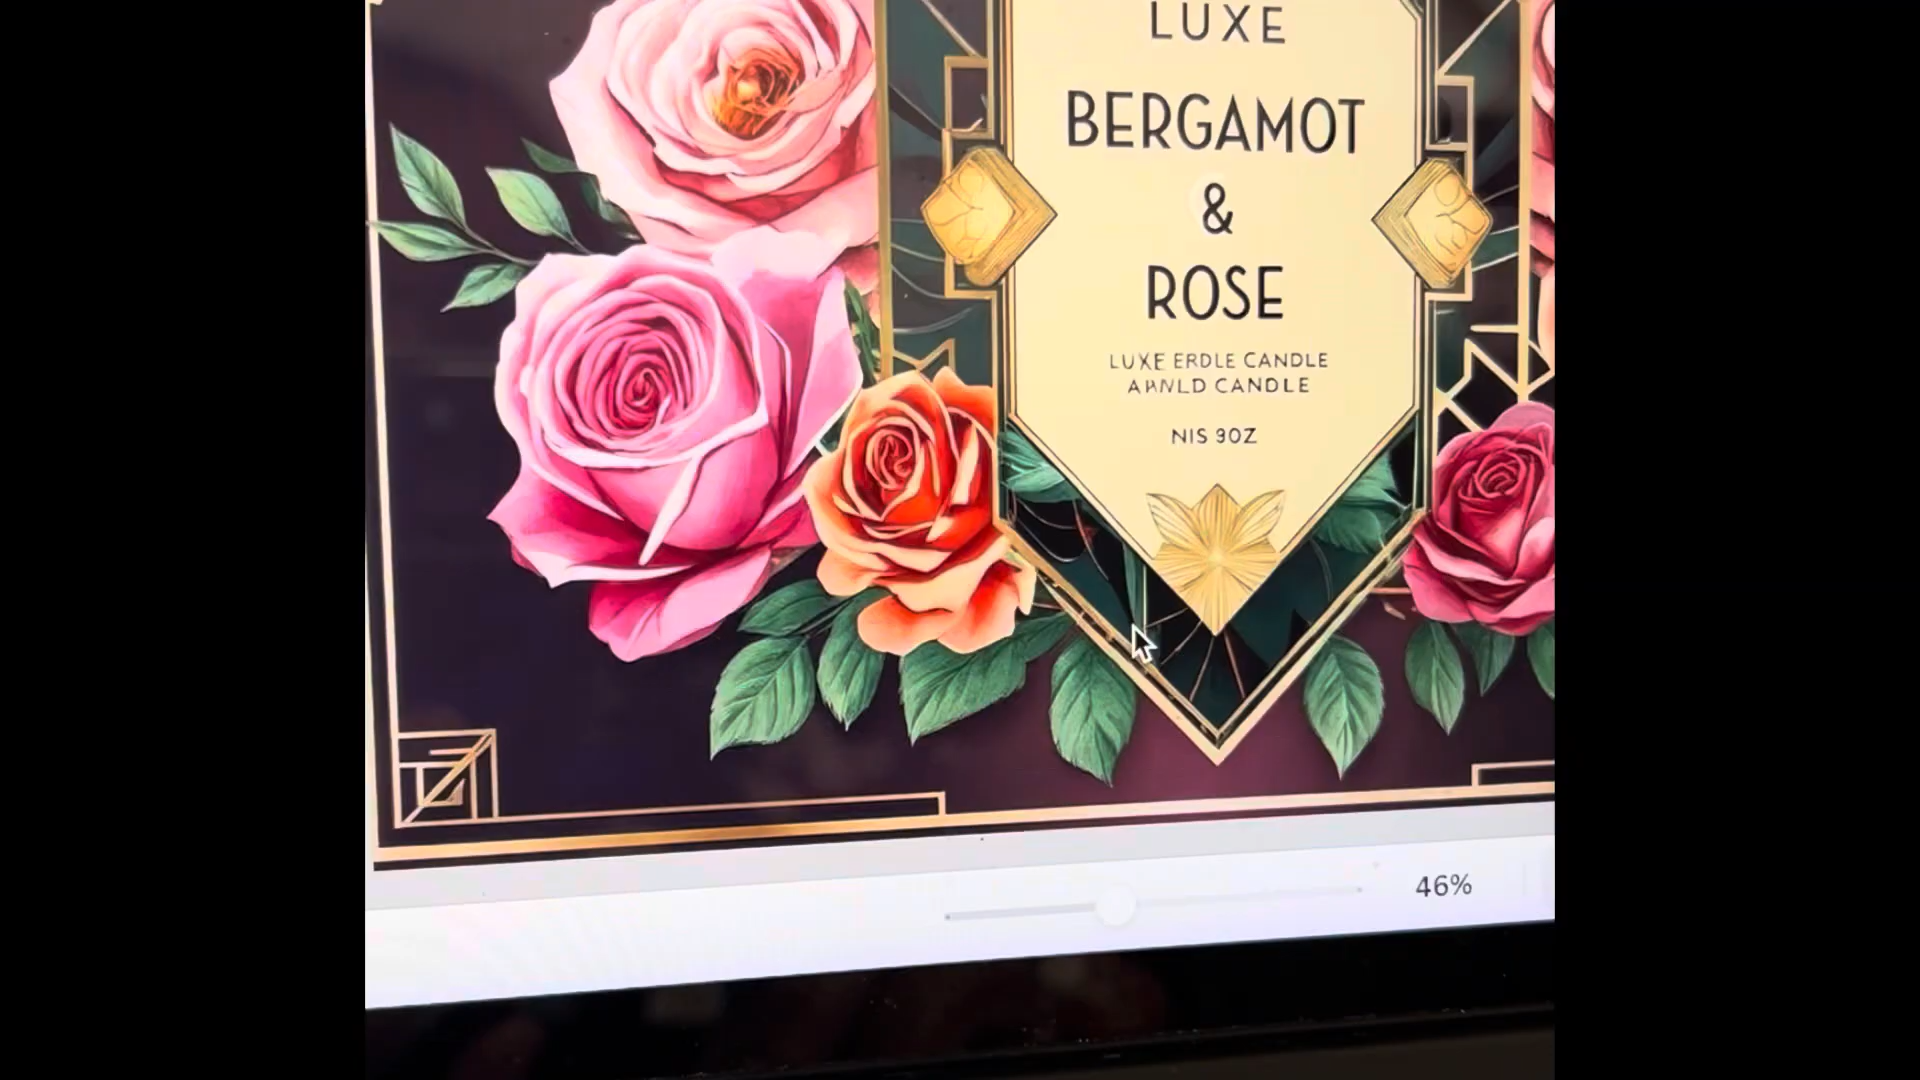 LUXE
BERGAMOT
&
ROSE
LUXE ERDLE CANDLE
ARNLD CANDLE
NIS 9OZ
46%